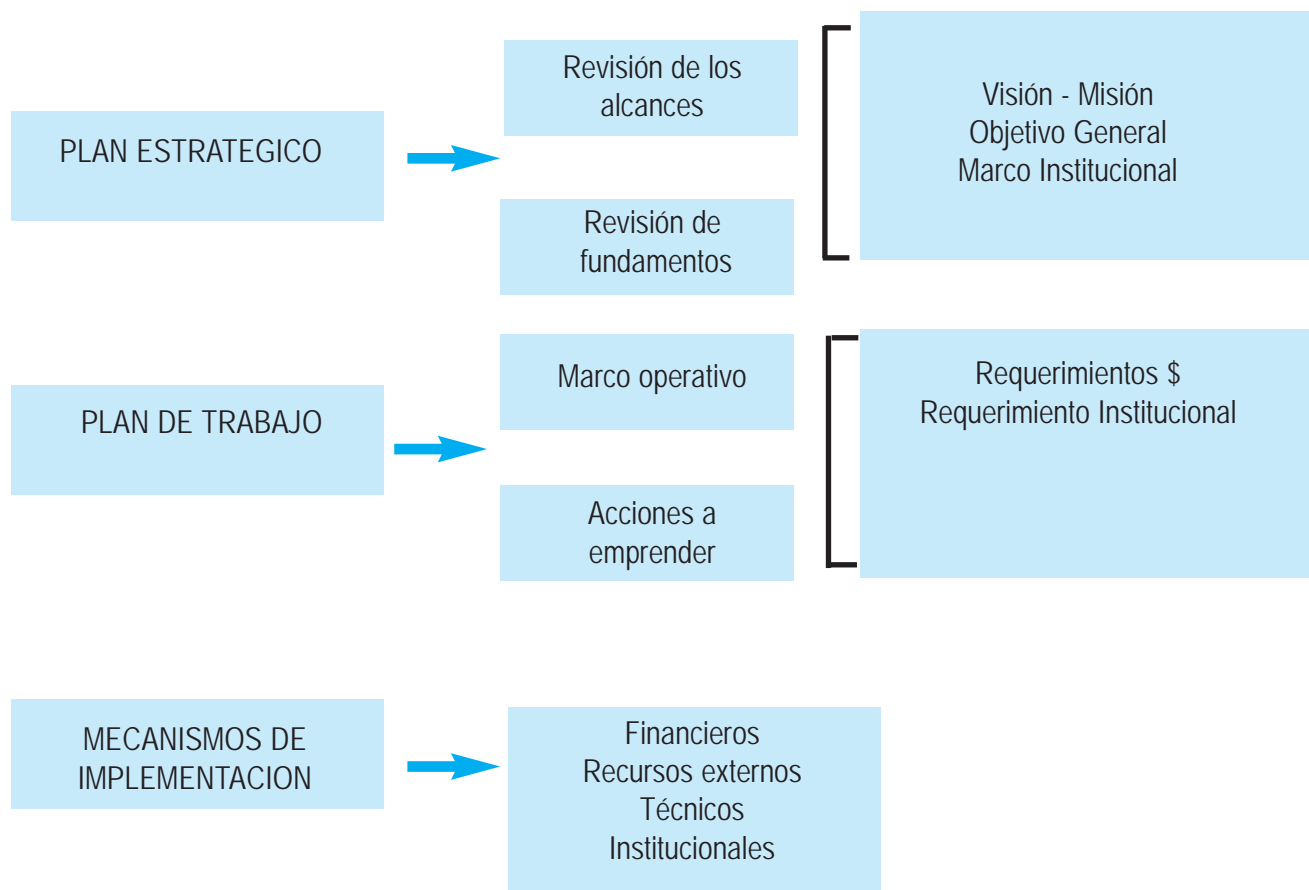 PLAN ESTRATEGICO
Revisión de los
alcances
Revisión de
fundamentos
Visión - Misión
Objetivo General
Marco Institucional
PLAN DE TRABAJO
Marco operativo
Acciones a
emprender
Requerimientos $
Requerimiento Institucional
MECANISMOS DE
IMPLEMENTACION
Financieros
Recursos externos
Técnicos
Institucionales